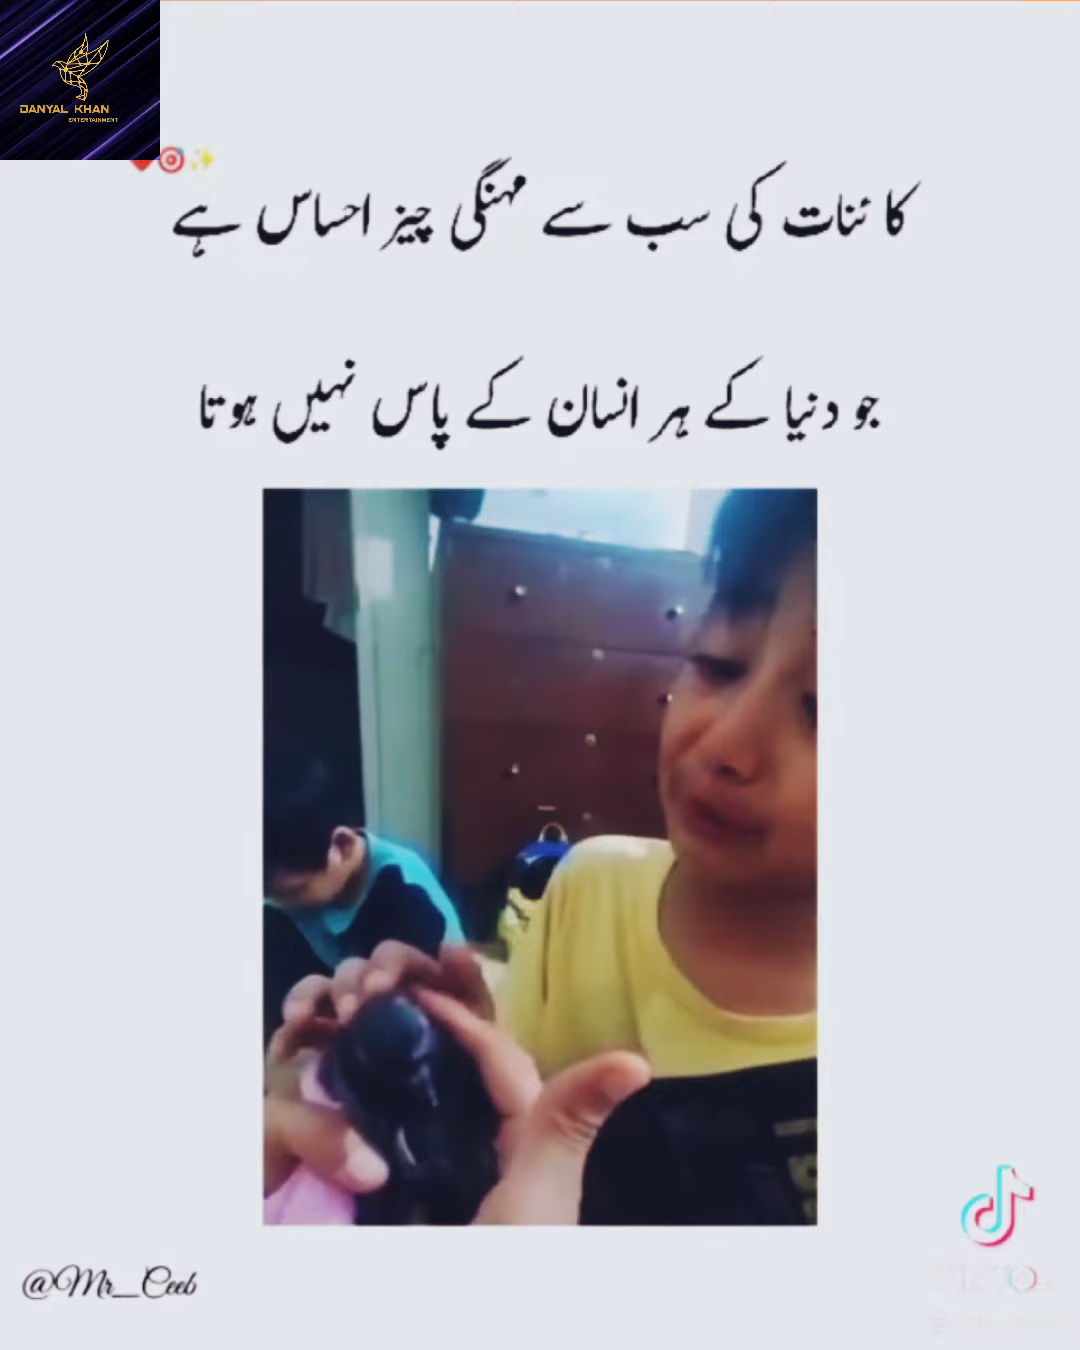 DANYAL KHAN
ENTERTAINMENT
کائنات کی سب سے مہنگی چیز احساس ہے
جو دنیا کے ہر انسان کے پاس نہیں ہوتا
@Mr_Ceeb